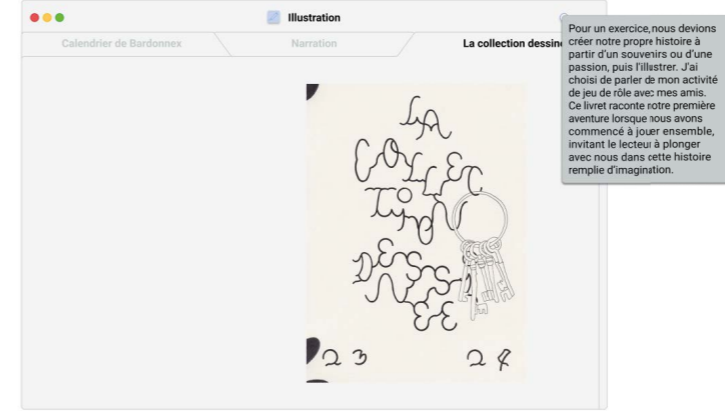 Illustration
Calendrier de Bardonnex
Narration
La collection dessiné
Pour un exercice, nous devions
créer notre propre histoire à
partir d'un souvenirs ou d'une
passion, puis l'illustrer. J'ai
choisi de parler de mon activité
de jeu de rôle avec mes amis.
Ce livret raconte notre première
aventure lorsque nous avons
commencé à jouer ensemble,
invitant le lecteur à plonger
avec nous dans cette histoire
remplie d'imagination.
LA
COLLEC
TION
DESSI
NÉE
23 24